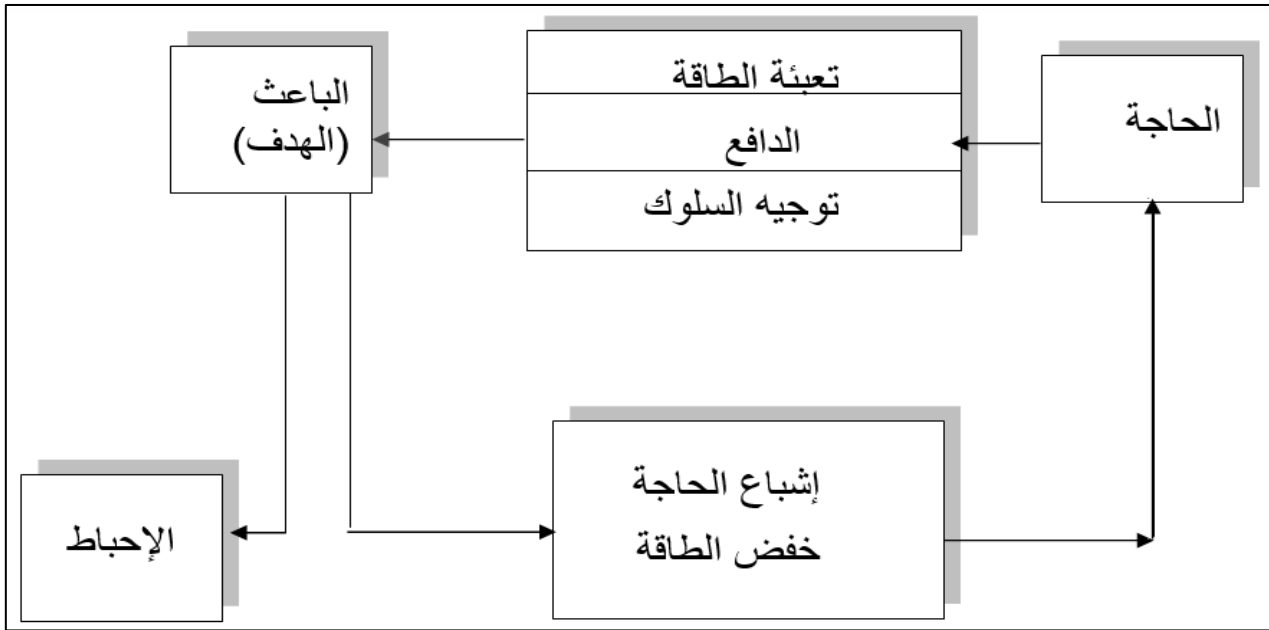 الحاجة
تعبئة الطاقة
الدافع
توجيه السلوك
الباعث
(الهدف)
إشباع الحاجة
خفض الطاقة
الإحباط